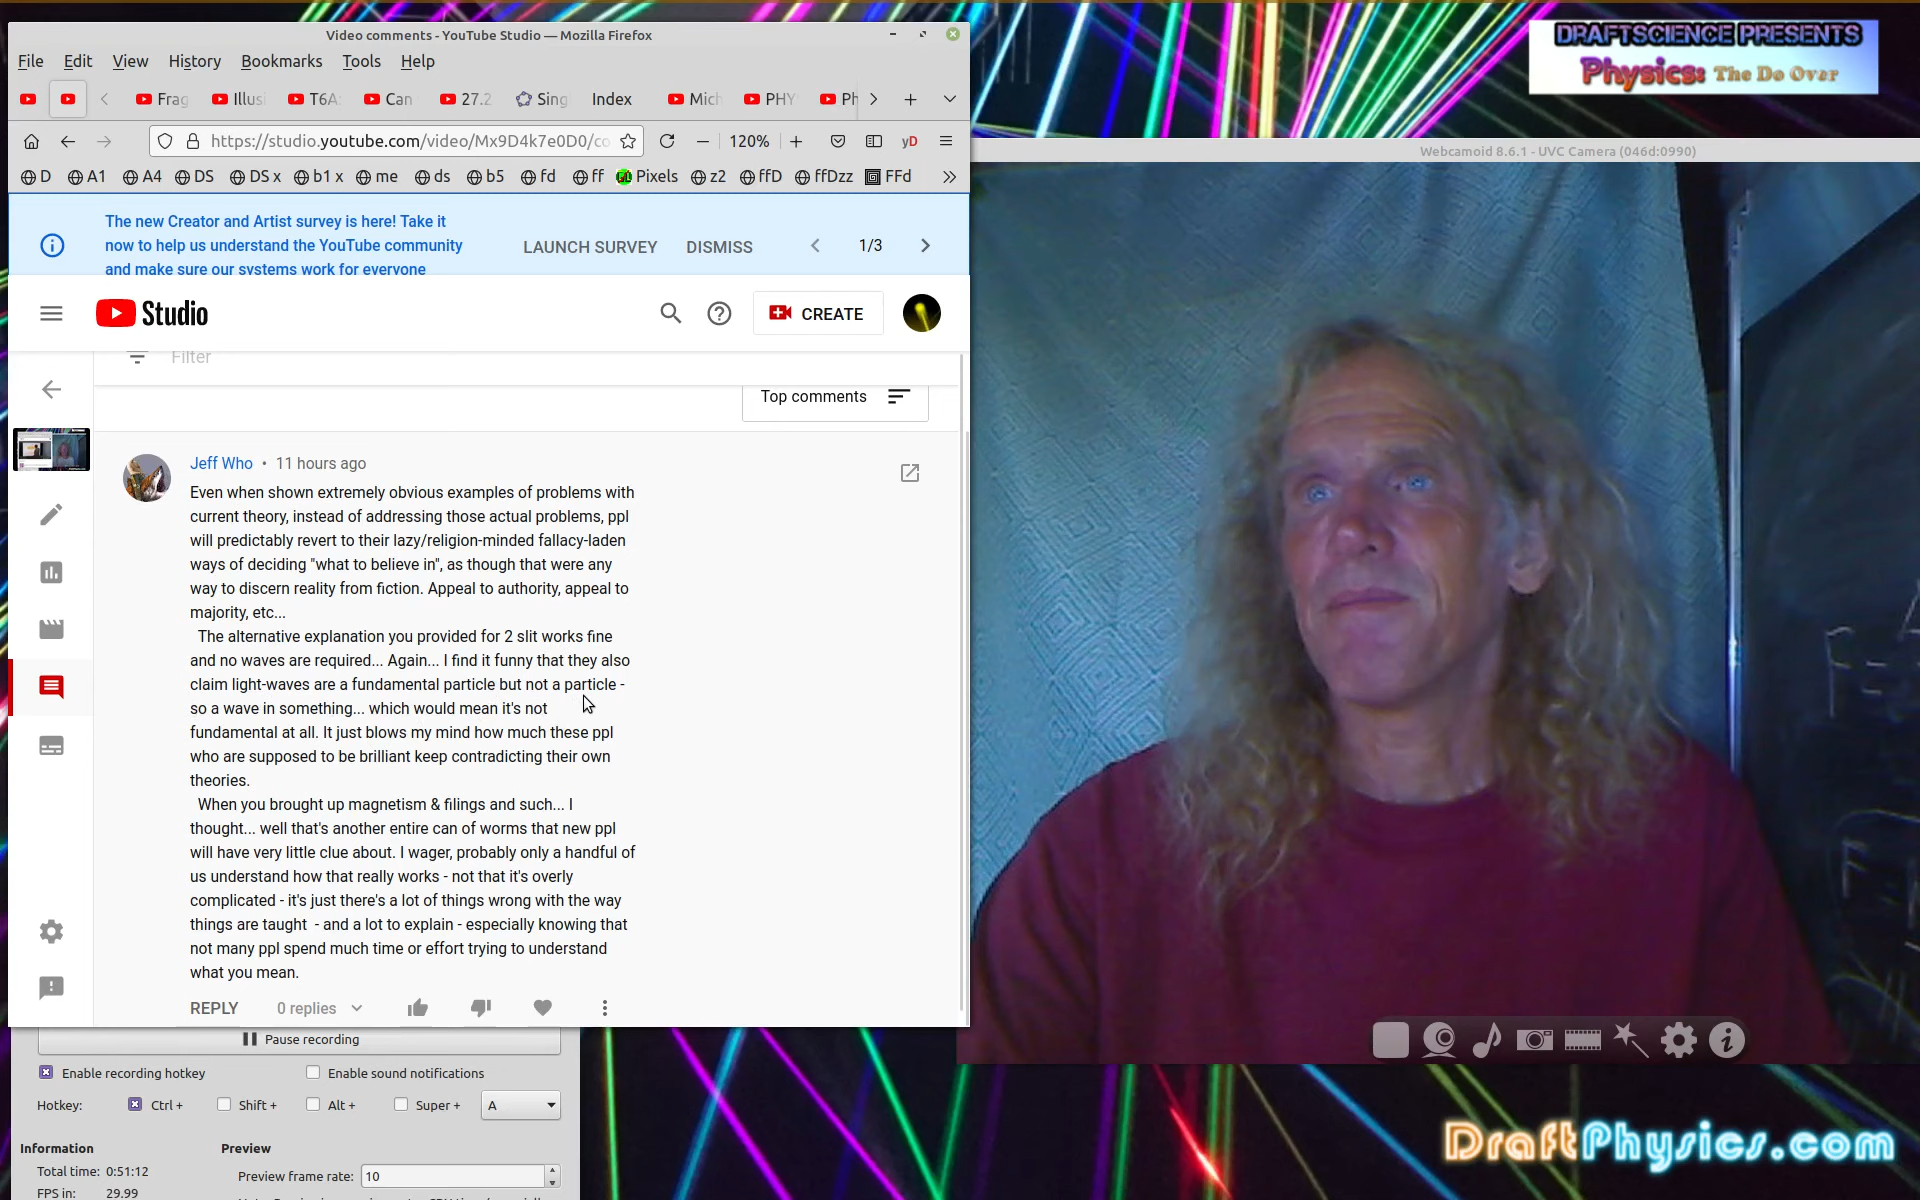 DRAFTSCIENCE PRESENTS
Physics: The Do Over
Video comments - YouTube Studio — Mozilla Firefox
File Edit View History Bookmarks Tools Help
Frag Illus T6A: Can 27.2 Sing Index Mich PHY Ph
https://studio.youtube.com/video/Mx9D4k7e0D0/co 120% yD
D A1 A4 DS DS x b1 x me ds b5 fd ff Pixels z2 ffD ffDzz FFd
Webcamoid 8.6.1 - UVC Camera (046d:0990)
The new Creator and Artist survey is here! Take it
now to help us understand the YouTube community
and make sure our systems work for everyone
LAUNCH SURVEY DISMISS 1/3
Studio CREATE
Filter
Top comments
Jeff Who • 11 hours ago
Even when shown extremely obvious examples of problems with
current theory, instead of addressing those actual problems, ppl
will predictably revert to their lazy/religion-minded fallacy-laden
ways of deciding "what to believe in", as though that were any
way to discern reality from fiction. Appeal to authority, appeal to
majority, etc...
The alternative explanation you provided for 2 slit works fine
and no waves are required... Again... I find it funny that they also
claim light-waves are a fundamental particle but not a particle -
so a wave in something... which would mean it's not
fundamental at all. It just blows my mind how much these ppl
who are supposed to be brilliant keep contradicting their own
theories.
When you brought up magnetism & filings and such... I
thought... well that's another entire can of worms that new ppl
will have very little clue about. I wager, probably only a handful of
us understand how that really works - not that it's overly
complicated - it's just there's a lot of things wrong with the way
things are taught - and a lot to explain - especially knowing that
not many ppl spend much time or effort trying to understand
what you mean.
REPLY 0 replies
Pause recording
Enable recording hotkey Enable sound notifications
Hotkey: Ctrl + Shift + Alt + Super + A
Information Preview
Total time: 0:51:12
Preview frame rate: 10
FPS in: 29.99
DraftPhysics.com